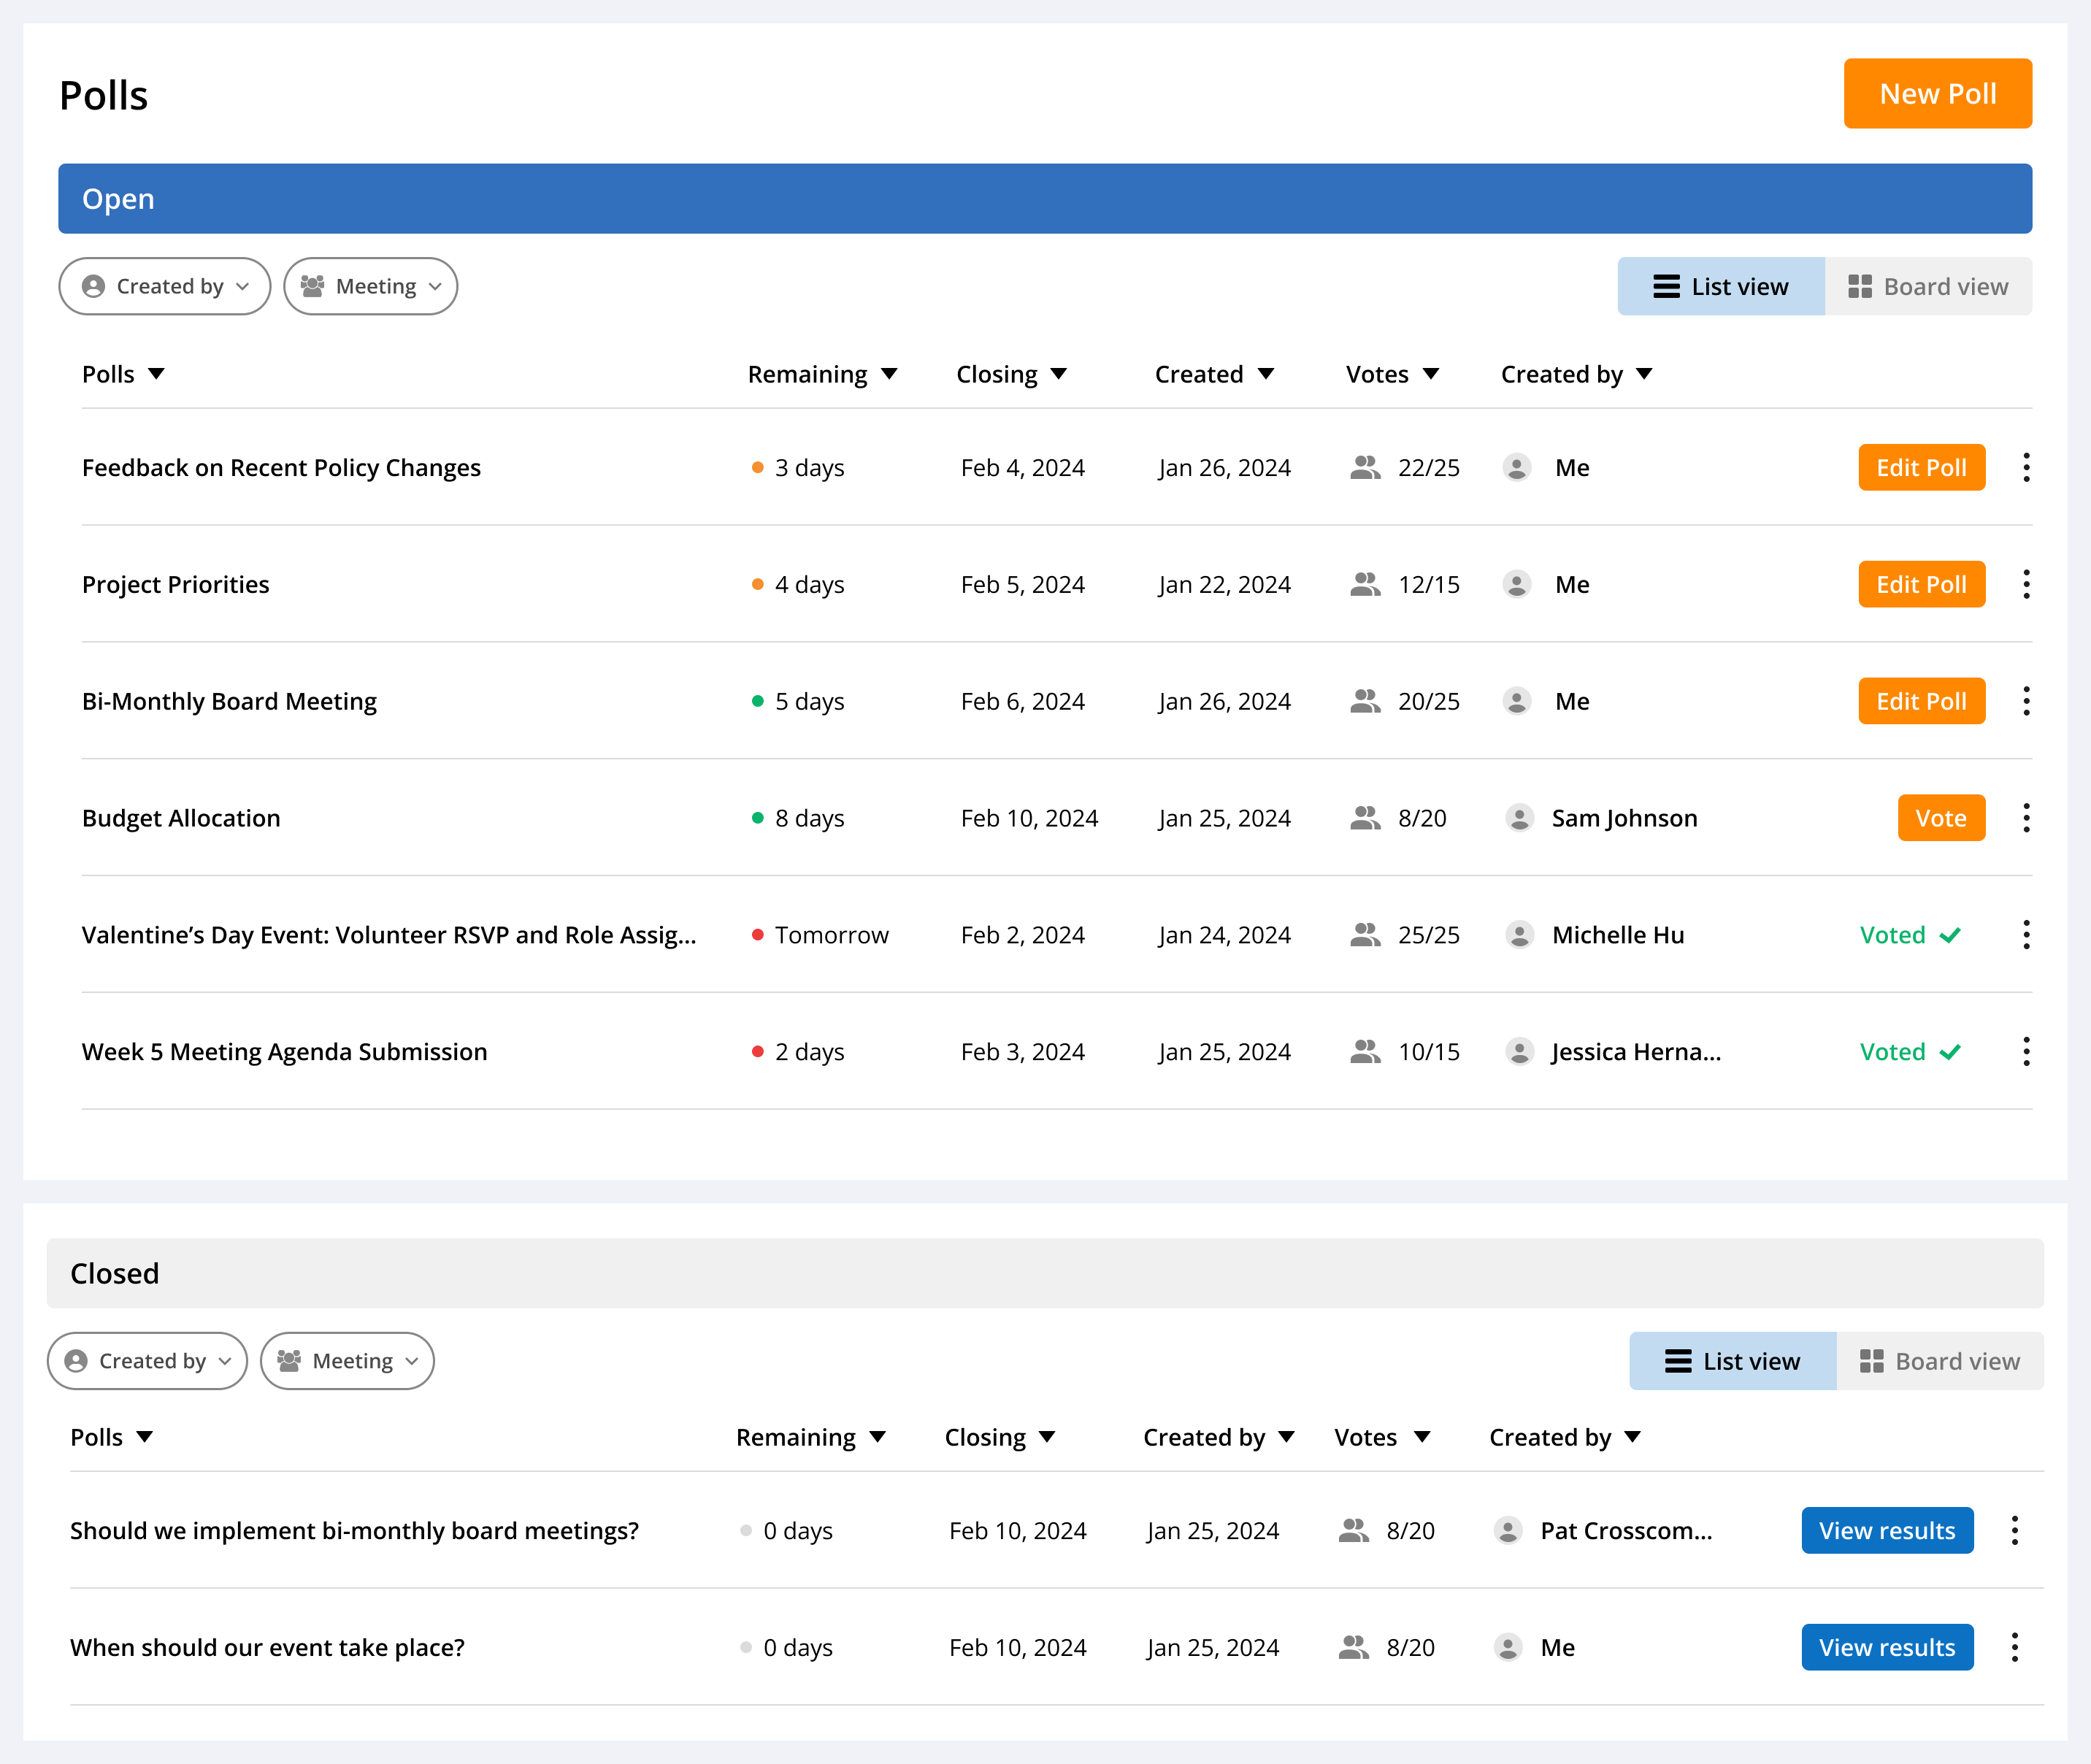 Polls
New Poll
Open
Created by
Meeting
List view
Board view
Polls Remaining Closing Created Votes Created by
Feedback on Recent Policy Changes 3 days Feb 4, 2024 Jan 26, 2024 22/25 Me Edit Poll
Project Priorities 4 days Feb 5, 2024 Jan 22, 2024 12/15 Me Edit Poll
Bi-Monthly Board Meeting 5 days Feb 6, 2024 Jan 26, 2024 20/25 Me Edit Poll
Budget Allocation 8 days Feb 10, 2024 Jan 25, 2024 8/20 Sam Johnson Vote
Valentine’s Day Event: Volunteer RSVP and Role Assig... Tomorrow Feb 2, 2024 Jan 24, 2024 25/25 Michelle Hu Voted
Week 5 Meeting Agenda Submission 2 days Feb 3, 2024 Jan 25, 2024 10/15 Jessica Herna... Voted
Closed
Created by
Meeting
List view
Board view
Polls Remaining Closing Created by Votes Created by
Should we implement bi-monthly board meetings? 0 days Feb 10, 2024 Jan 25, 2024 8/20 Pat Crosscom... View results
When should our event take place? 0 days Feb 10, 2024 Jan 25, 2024 8/20 Me View results